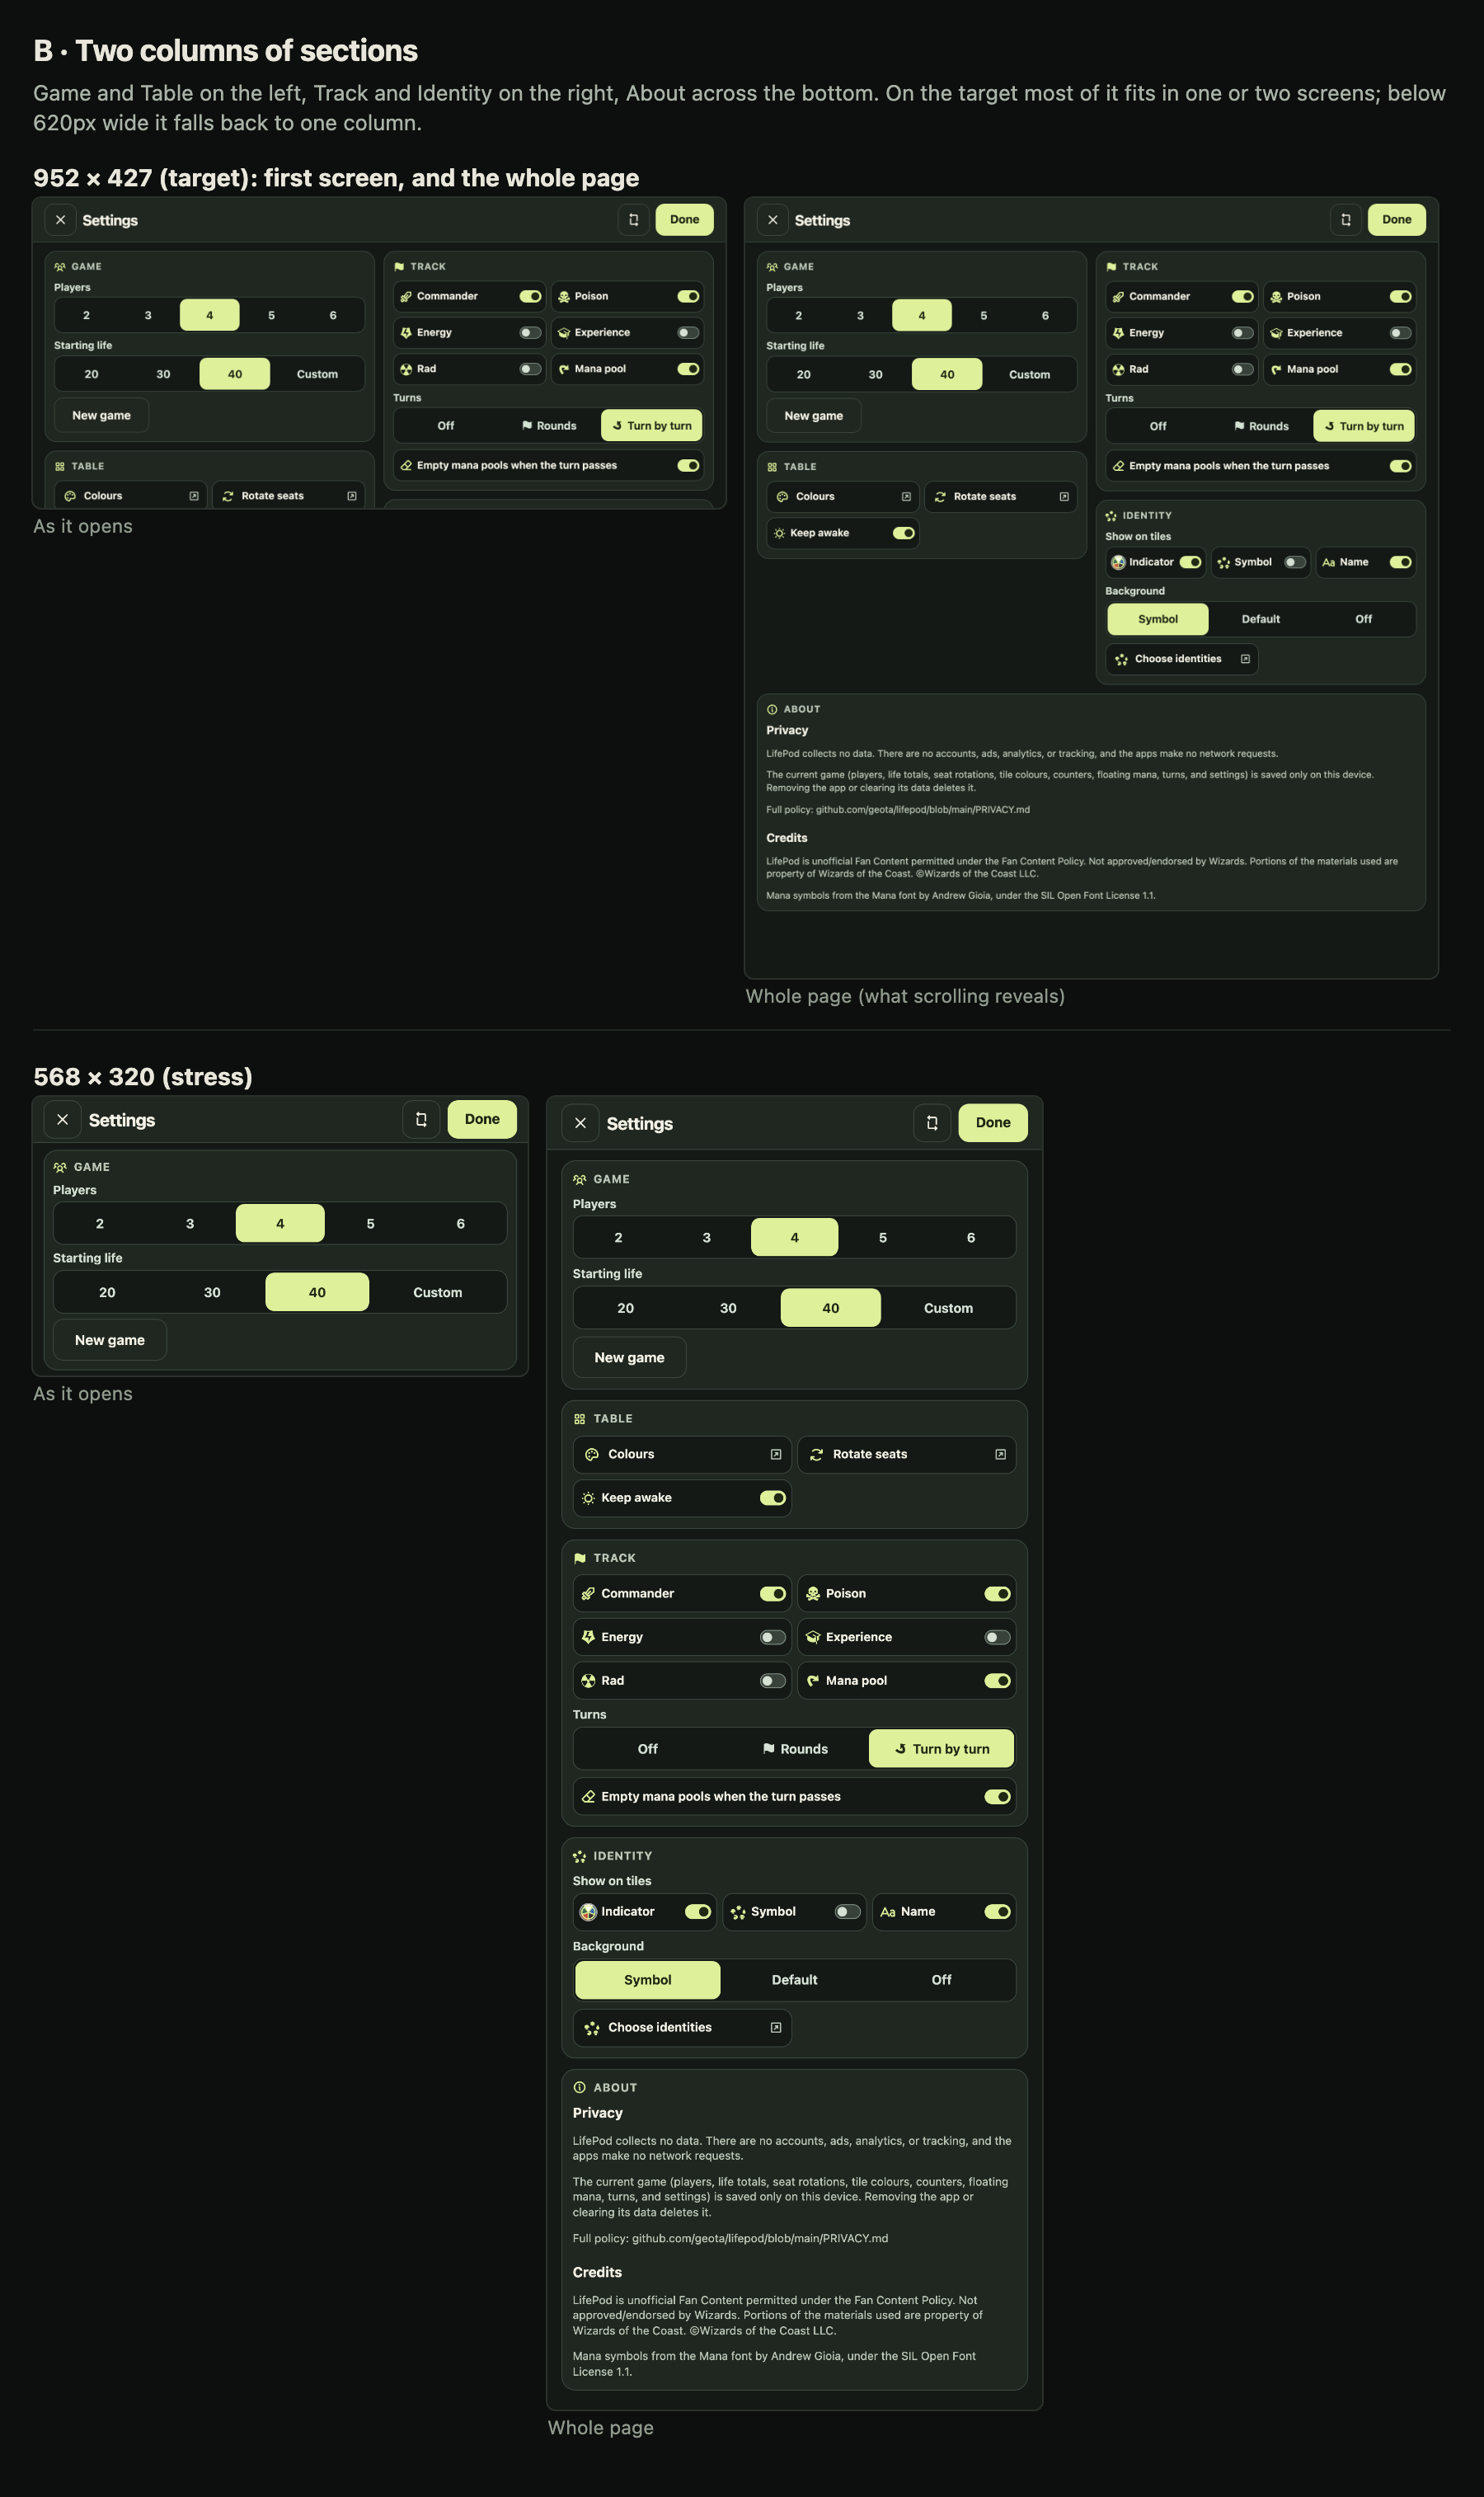 B · Two columns of sections
Game and Table on the left, Track and Identity on the right, About across the bottom. On the target most of it fits in one or two screens; below
620px wide it falls back to one column.
952 × 427 (target): first screen, and the whole page
Settings
Done
GAME
Players
2 3 4 5 6
Starting life
20 30 40 Custom
New game
TABLE
Colours
Rotate seats
TRACK
Commander
Poison
Energy
Experience
Rad
Mana pool
Turns
Off Rounds Turn by turn
Empty mana pools when the turn passes
As it opens
Settings
Done
GAME
Players
2 3 4 5 6
Starting life
20 30 40 Custom
New game
TABLE
Colours
Rotate seats
Keep awake
TRACK
Commander
Poison
Energy
Experience
Rad
Mana pool
Turns
Off Rounds Turn by turn
Empty mana pools when the turn passes
IDENTITY
Show on tiles
Indicator
Symbol
Aa Name
Background
Symbol Default Off
Choose identities
ABOUT
Privacy
LifePod collects no data. There are no accounts, ads, analytics, or tracking, and the apps make no network requests.
The current game (players, life totals, seat rotations, tile colours, counters, floating mana, turns, and settings) is saved only on this device.
Removing the app or clearing its data deletes it.
Full policy: github.com/geota/lifepod/blob/main/PRIVACY.md
Credits
LifePod is unofficial Fan Content permitted under the Fan Content Policy. Not approved/endorsed by Wizards. Portions of the materials used are
property of Wizards of the Coast. ©Wizards of the Coast LLC.
Mana symbols from the Mana font by Andrew Gioia, under the SIL Open Font License 1.1.
Whole page (what scrolling reveals)
568 × 320 (stress)
Settings
Done
GAME
Players
2 3 4 5 6
Starting life
20 30 40 Custom
New game
As it opens
Settings
Done
GAME
Players
2 3 4 5 6
Starting life
20 30 40 Custom
New game
TABLE
Colours
Rotate seats
Keep awake
TRACK
Commander
Poison
Energy
Experience
Rad
Mana pool
Turns
Off Rounds Turn by turn
Empty mana pools when the turn passes
IDENTITY
Show on tiles
Indicator
Symbol
Aa Name
Background
Symbol Default Off
Choose identities
ABOUT
Privacy
LifePod collects no data. There are no accounts, ads, analytics, or tracking, and the
apps make no network requests.
The current game (players, life totals, seat rotations, tile colours, counters, floating
mana, turns, and settings) is saved only on this device. Removing the app or
clearing its data deletes it.
Full policy: github.com/geota/lifepod/blob/main/PRIVACY.md
Credits
LifePod is unofficial Fan Content permitted under the Fan Content Policy. Not
approved/endorsed by Wizards. Portions of the materials used are property of
Wizards of the Coast. ©Wizards of the Coast LLC.
Mana symbols from the Mana font by Andrew Gioia, under the SIL Open Font
License 1.1.
Whole page